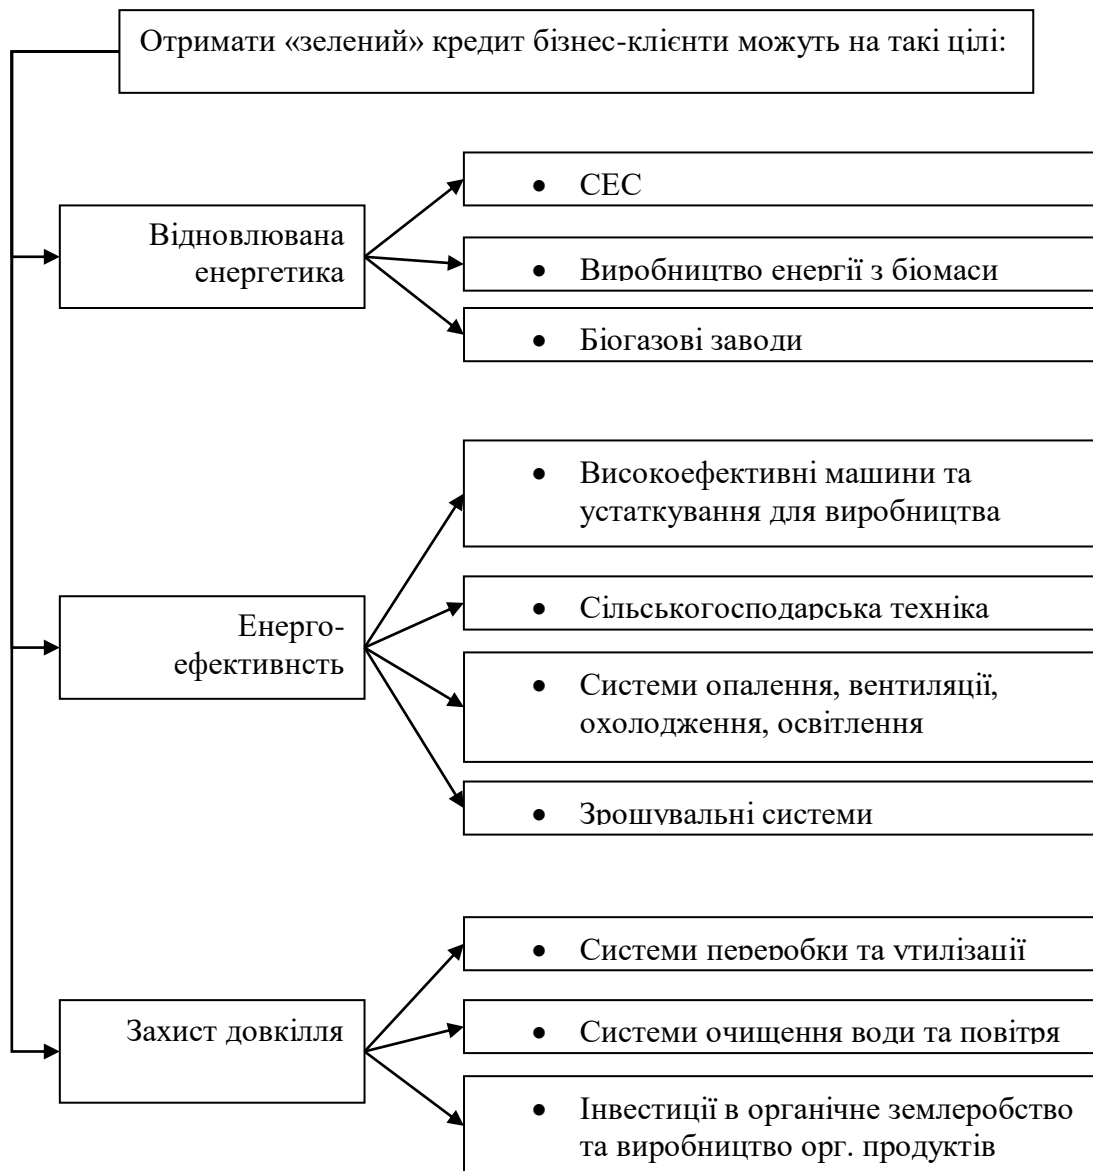 Отримати «зелений» кредит бізнес-клієнти можуть на такі цілі:
Відновлювана
енергетика
• СЕС
• Виробництво енергії з біомаси
• Біогазові заводи
Енерго-
ефективнсть
• Високоефективні машини та
устаткування для виробництва
• Сільськогосподарська техніка
• Системи опалення, вентиляції,
охолодження, освітлення
• Зрошувальні системи
Захист довкілля
• Системи переробки та утилізації
• Системи очищення води та повітря
• Інвестиції в органічне землеробство
та виробництво орг. продуктів